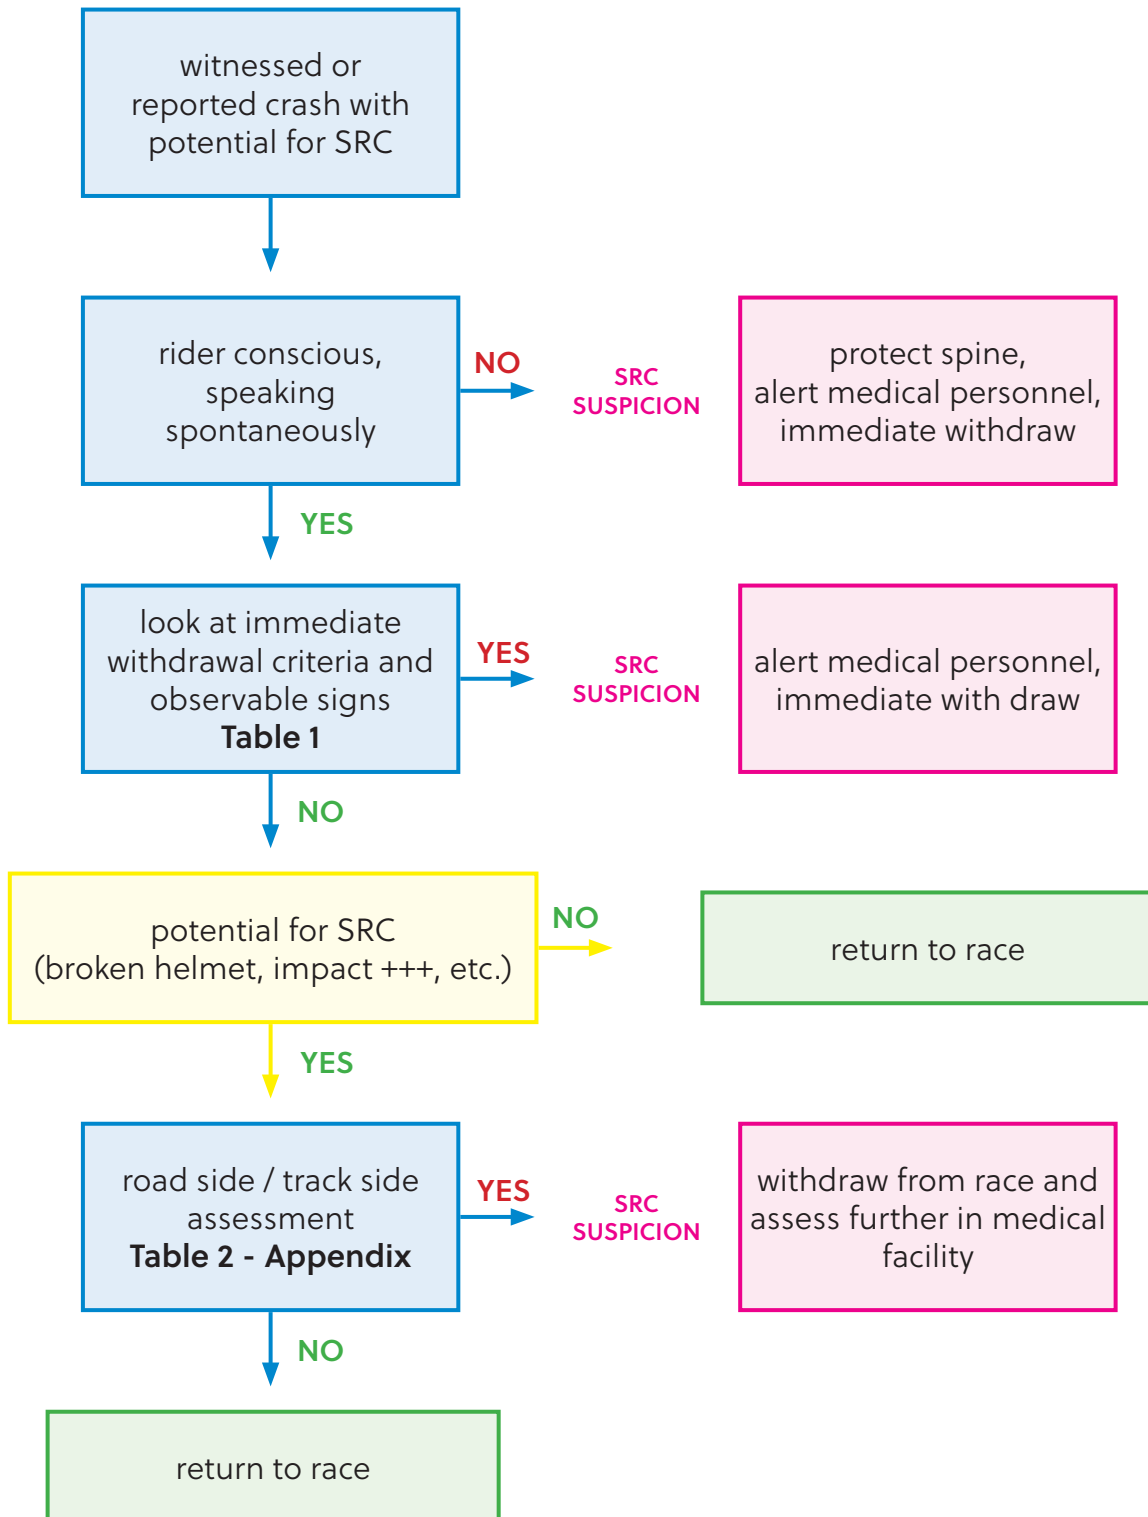 witnessed or
reported crash with
potential for SRC
rider conscious,
speaking
spontaneously
NO
SRC
SUSPICION
protect spine,
alert medical personnel,
immediate withdraw
YES
look at immediate
withdrawal criteria and
observable signs
Table 1
YES
SRC
SUSPICION
alert medical personnel,
immediate with draw
NO
potential for SRC
(broken helmet, impact +++, etc.)
NO
return to race
YES
road side / track side
assessment
Table 2 - Appendix
YES
SRC
SUSPICION
withdraw from race and
assess further in medical
facility
NO
return to race